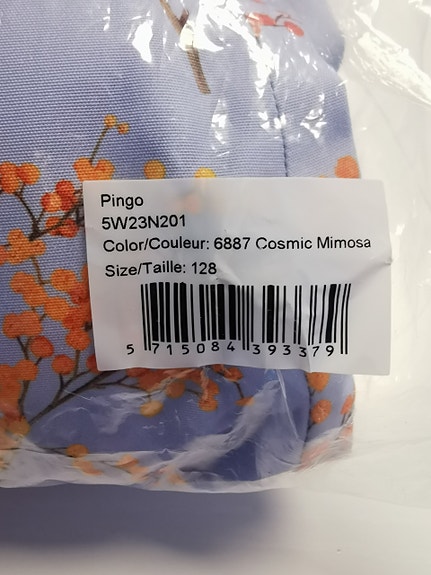 Pingo
5W23N201
Color/Couleur: 6887 Cosmic Mimosa
Size/Taille: 128
5 715084 393379